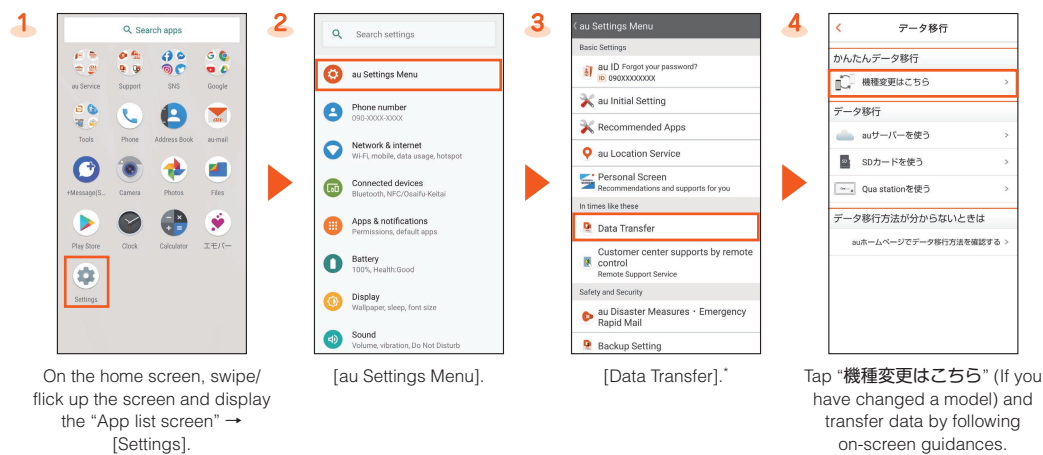 1
Search apps
au Service
Support
SNS
Google
Tools
Phone
Address Book
au-mail
+Message(S..
Camera
Photos
Files
Play Store
Clock
Calculator
エモバー
Settings
On the home screen, swipe/
flick up the screen and display
the “App list screen” →
[Settings].
2
Search settings
au Settings Menu
Phone number
090-XXXX-XXXX
Network & internet
Wi-Fi, mobile, data usage, hotspot
Connected devices
Bluetooth, NFC/Osaifu-Keitai
Apps & notifications
Permissions, default apps
Battery
100%, Health:Good
Display
Wallpaper, sleep, font size
Sound
Volume, vibration, Do Not Disturb
[au Settings Menu].
3
au Settings Menu
Basic Settings
au ID Forgot your password?
ID 090XXXXXXXX
au Initial Setting
Recommended Apps
au Location Service
Personal Screen
Recommendations and supports for you
In times like these
Data Transfer
Customer center supports by remote
control
Remote Support Service
Safety and Security
au Disaster Measures・Emergency
Rapid Mail
Backup Setting
[Data Transfer].*
4
データ移行
かんたんデータ移行
機種変更はこちら
データ移行
auサーバーを使う
SDカードを使う
Qua stationを使う
データ移行方法が分からないときは
auホームページでデータ移行方法を確認する
Tap “機種変更はこちら” (If you
have changed a model) and
transfer data by following
on-screen guidances.